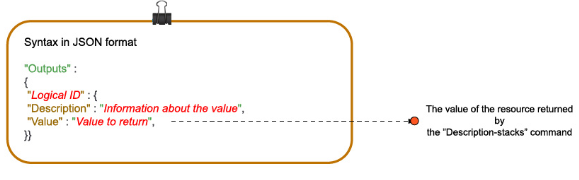 Syntax in JSON format
"Outputs" :
{
"Logical ID" : {
"Description" : "Information about the value",
"Value" : "Value to return",
}}
The value of the resource returned
by
the "Description-stacks" command